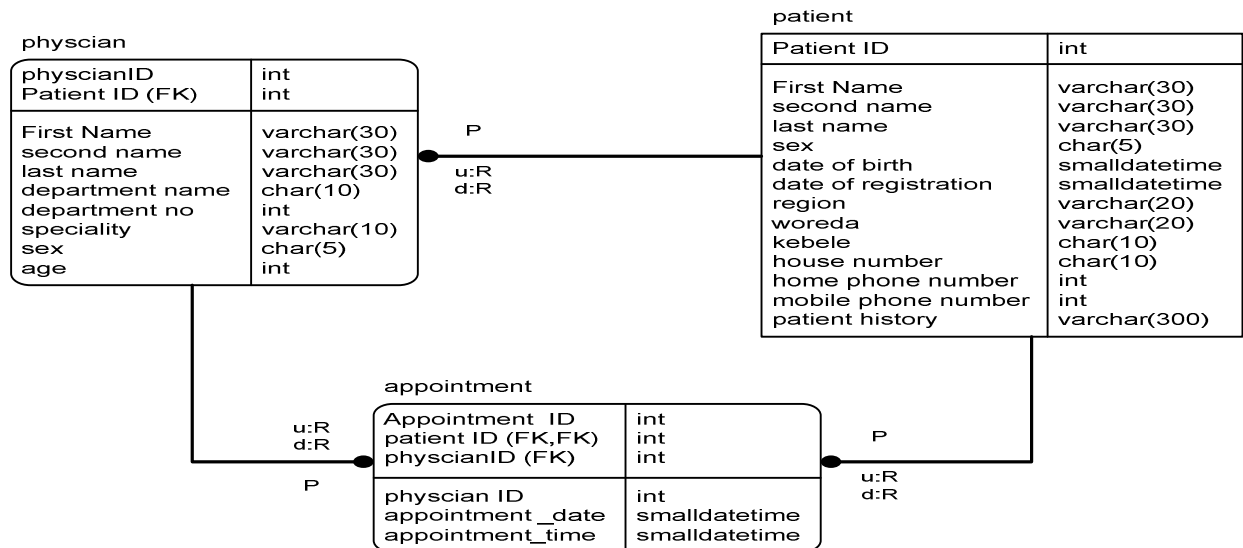 physcian
physcianID int
Patient ID (FK) int
First Name varchar(30)
second name varchar(30)
last name varchar(30)
department name char(10)
department no int
speciality varchar(10)
sex char(5)
age int
P
u:R
d:R
patient
Patient ID int
First Name varchar(30)
second name varchar(30)
last name varchar(30)
sex char(5)
date of birth smalldatetime
date of registration smalldatetime
region varchar(20)
woreda varchar(20)
kebele char(10)
house number char(10)
home phone number int
mobile phone number int
patient history varchar(300)
u:R
d:R
P
appointment
Appointment_ID int
patient ID (FK,FK) int
physcianID (FK) int
physcian ID int
appointment _date smalldatetime
appointment_time smalldatetime
P
u:R
d:R